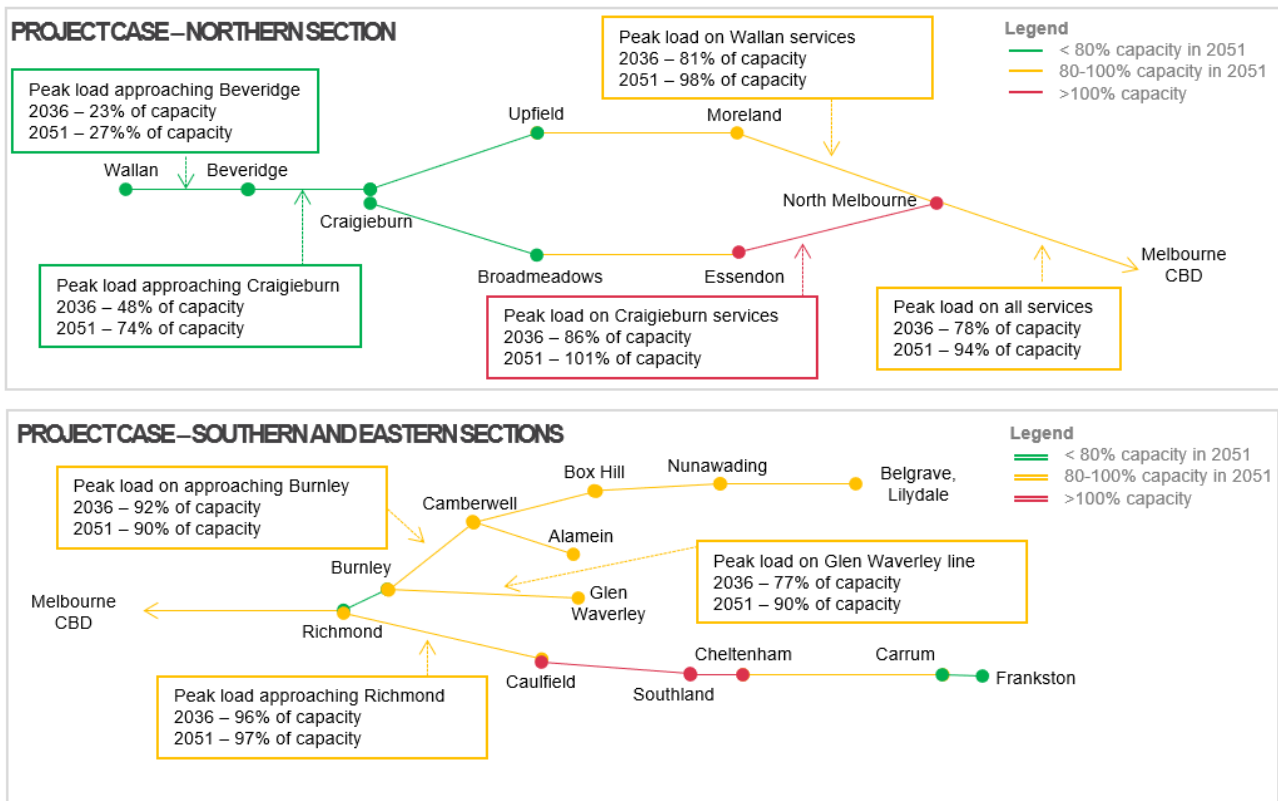 PROJECT CASE – NORTHERN SECTION
Legend
< 80% capacity in 2051
80-100% capacity in 2051
>100% capacity
Peak load on Wallan services
2036 – 81% of capacity
2051 – 98% of capacity
Peak load approaching Beveridge
2036 – 23% of capacity
2051 – 27%% of capacity
Upfield
Moreland
Wallan
Beveridge
Craigieburn
North Melbourne
Melbourne
CBD
Broadmeadows
Essendon
Peak load approaching Craigieburn
2036 – 48% of capacity
2051 – 74% of capacity
Peak load on Craigieburn services
2036 – 86% of capacity
2051 – 101% of capacity
Peak load on all services
2036 – 78% of capacity
2051 – 94% of capacity
PROJECT CASE – SOUTHERN AND EASTERN SECTIONS
Legend
< 80% capacity in 2051
80-100% capacity in 2051
>100% capacity
Peak load on approaching Burnley
2036 – 92% of capacity
2051 – 90% of capacity
Box Hill
Nunawading
Belgrave,
Lilydale
Camberwell
Alamein
Peak load on Glen Waverley line
2036 – 77% of capacity
2051 – 90% of capacity
Burnley
Glen
Waverley
Melbourne
CBD
Richmond
Caulfield
Southland
Cheltenham
Carrum
Frankston
Peak load approaching Richmond
2036 – 96% of capacity
2051 – 97% of capacity